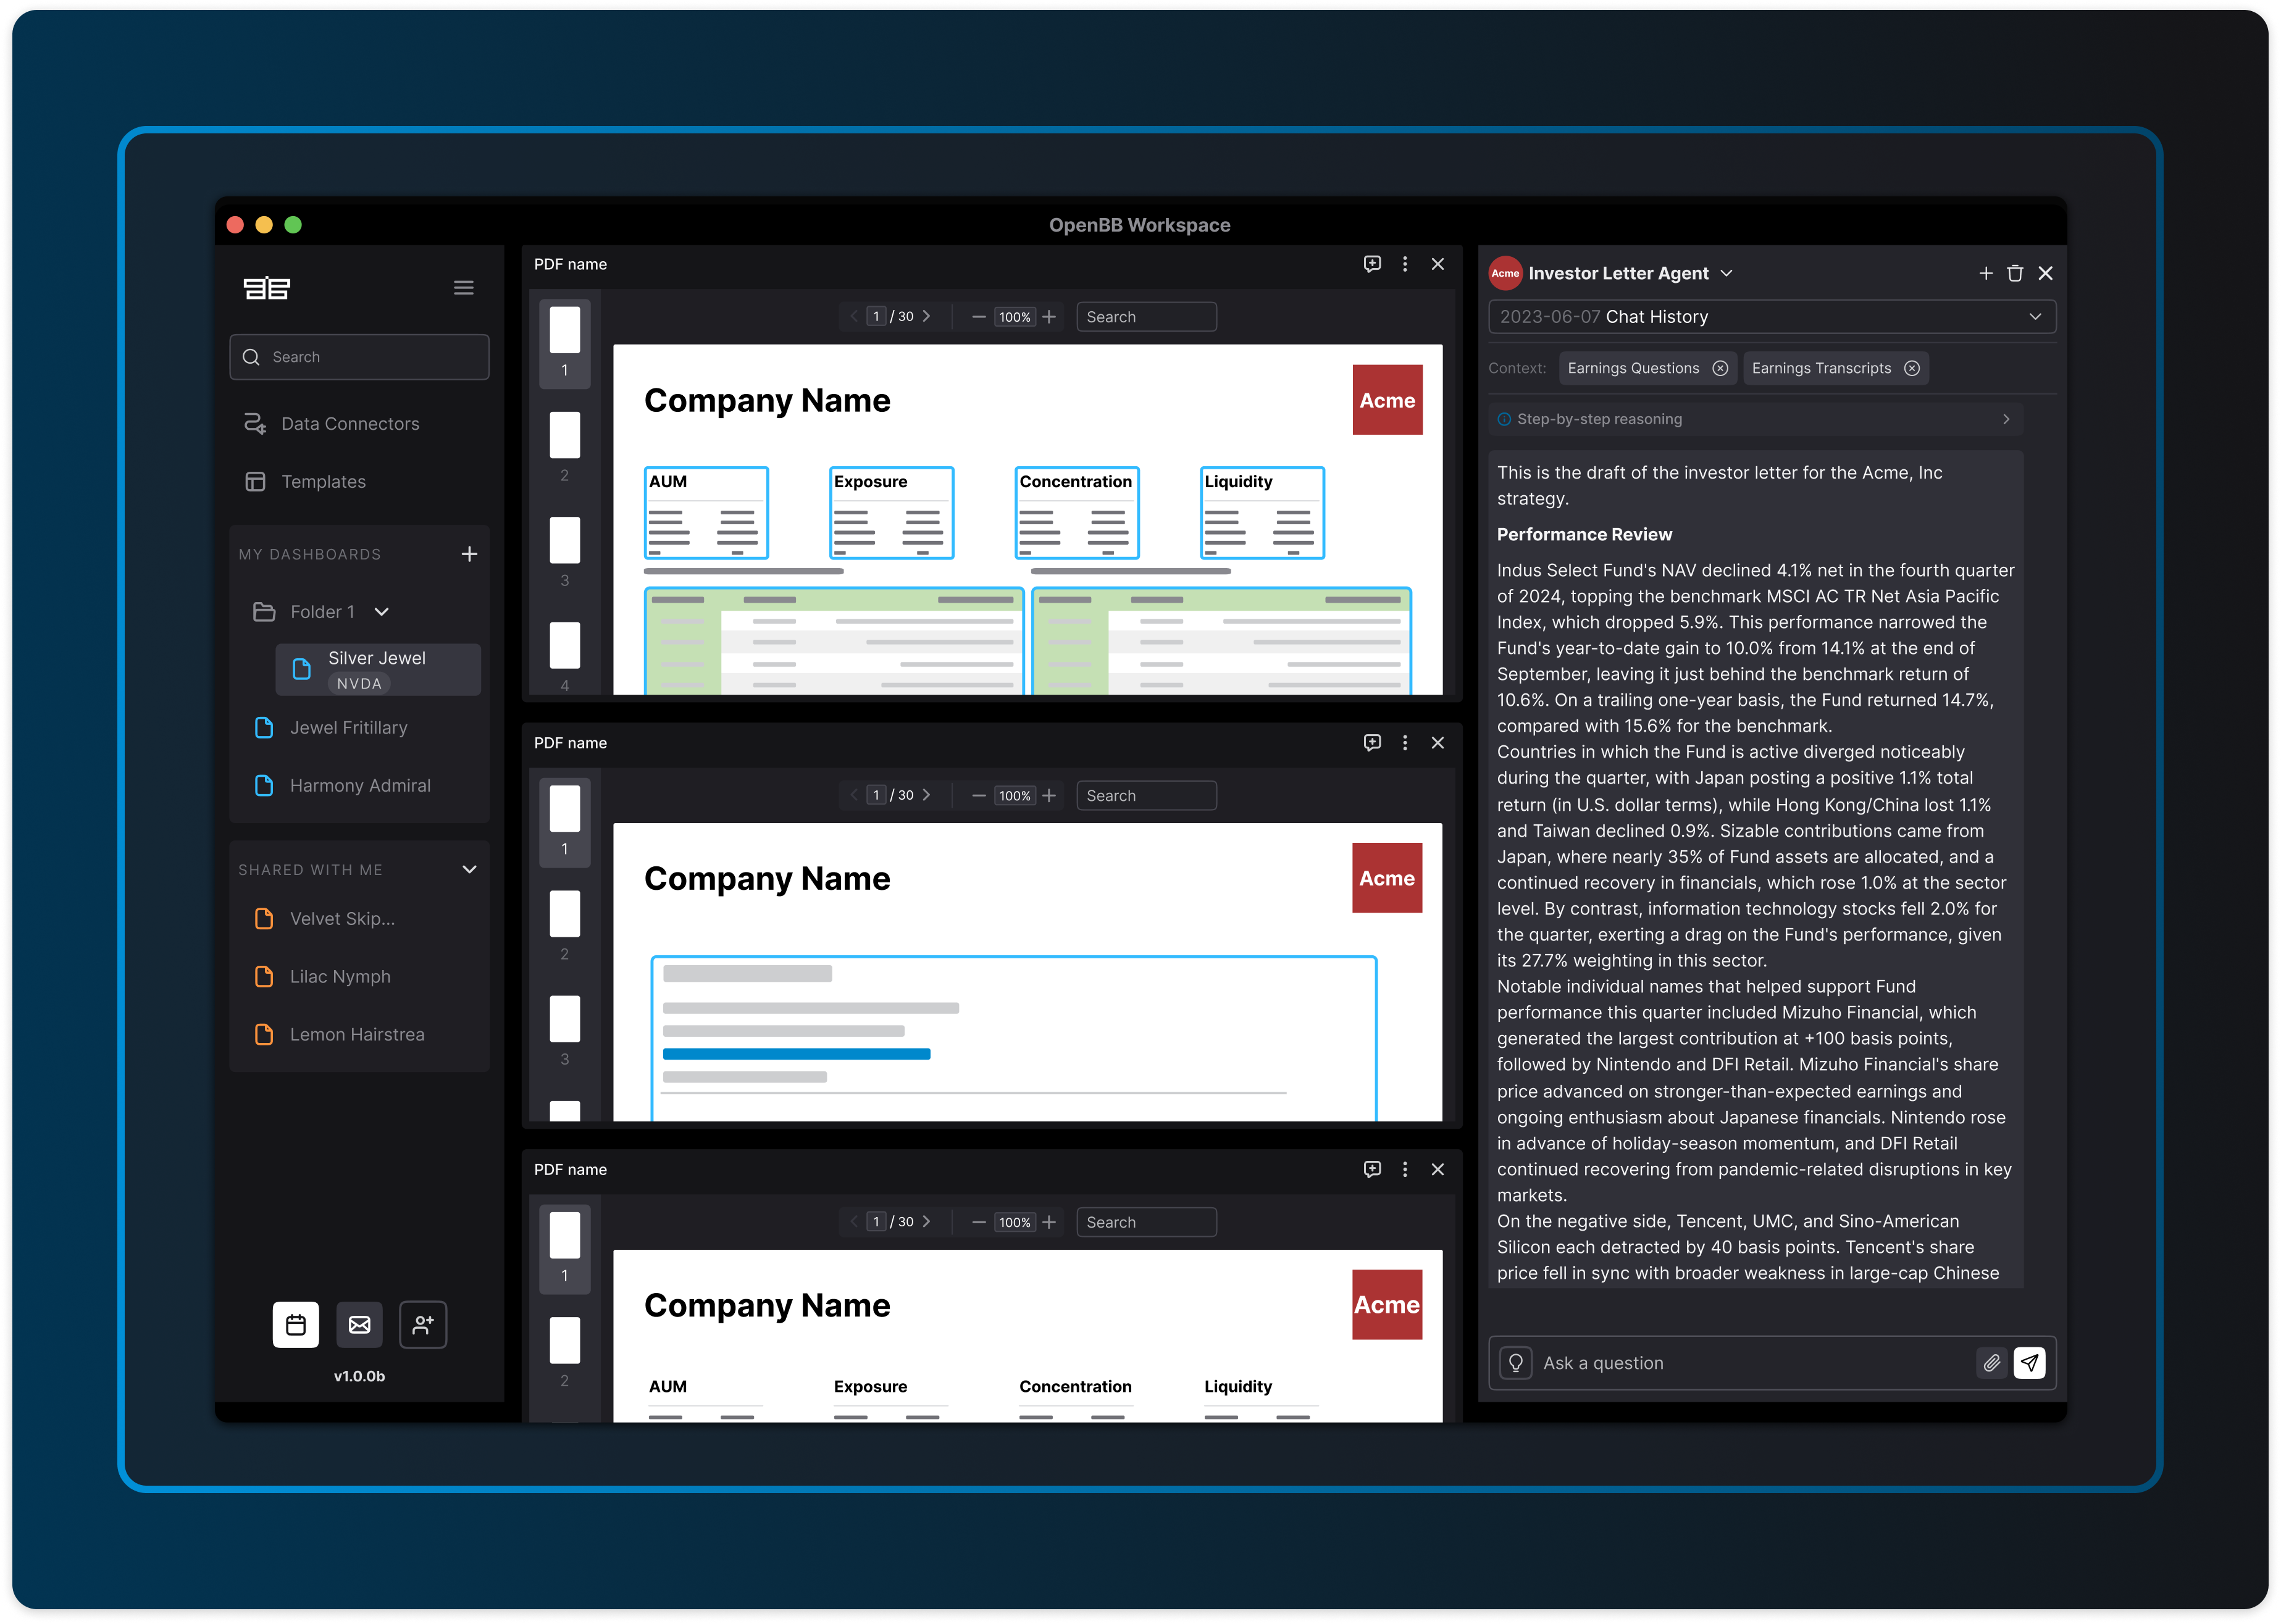 OpenBB Workspace
Search
Data Connectors
Templates
MY DASHBOARDS
Folder 1
Silver Jewel
NVDA
Jewel Fritillary
Harmony Admiral
SHARED WITH ME
Velvet Skip...
Lilac Nymph
Lemon Hairstrea
v1.0.0b
PDF name
1 / 30
100%
Search
1
2
3
4
Company Name
Acme
AUM
Exposure
Concentration
Liquidity
PDF name
1 / 30
100%
Search
1
2
3
Company Name
Acme
PDF name
1 / 30
100%
Search
1
2
Company Name
Acme
AUM
Exposure
Concentration
Liquidity
Acme
Investor Letter Agent
2023-06-07 Chat History
Context:
Earnings Questions
Earnings Transcripts
Step-by-step reasoning
This is the draft of the investor letter for the Acme, Inc
strategy.
Performance Review
Indus Select Fund's NAV declined 4.1% net in the fourth quarter
of 2024, topping the benchmark MSCI AC TR Net Asia Pacific
Index, which dropped 5.9%. This performance narrowed the
Fund's year-to-date gain to 10.0% from 14.1% at the end of
September, leaving it just behind the benchmark return of
10.6%. On a trailing one-year basis, the Fund returned 14.7%,
compared with 15.6% for the benchmark.
Countries in which the Fund is active diverged noticeably
during the quarter, with Japan posting a positive 1.1% total
return (in U.S. dollar terms), while Hong Kong/China lost 1.1%
and Taiwan declined 0.9%. Sizable contributions came from
Japan, where nearly 35% of Fund assets are allocated, and a
continued recovery in financials, which rose 1.0% at the sector
level. By contrast, information technology stocks fell 2.0% for
the quarter, exerting a drag on the Fund's performance, given
its 27.7% weighting in this sector.
Notable individual names that helped support Fund
performance this quarter included Mizuho Financial, which
generated the largest contribution at +100 basis points,
followed by Nintendo and DFI Retail. Mizuho Financial's share
price advanced on stronger-than-expected earnings and
ongoing enthusiasm about Japanese financials. Nintendo rose
in advance of holiday-season momentum, and DFI Retail
continued recovering from pandemic-related disruptions in key
markets.
On the negative side, Tencent, UMC, and Sino-American
Silicon each detracted by 40 basis points. Tencent's share
price fell in sync with broader weakness in large-cap Chinese
Ask a question